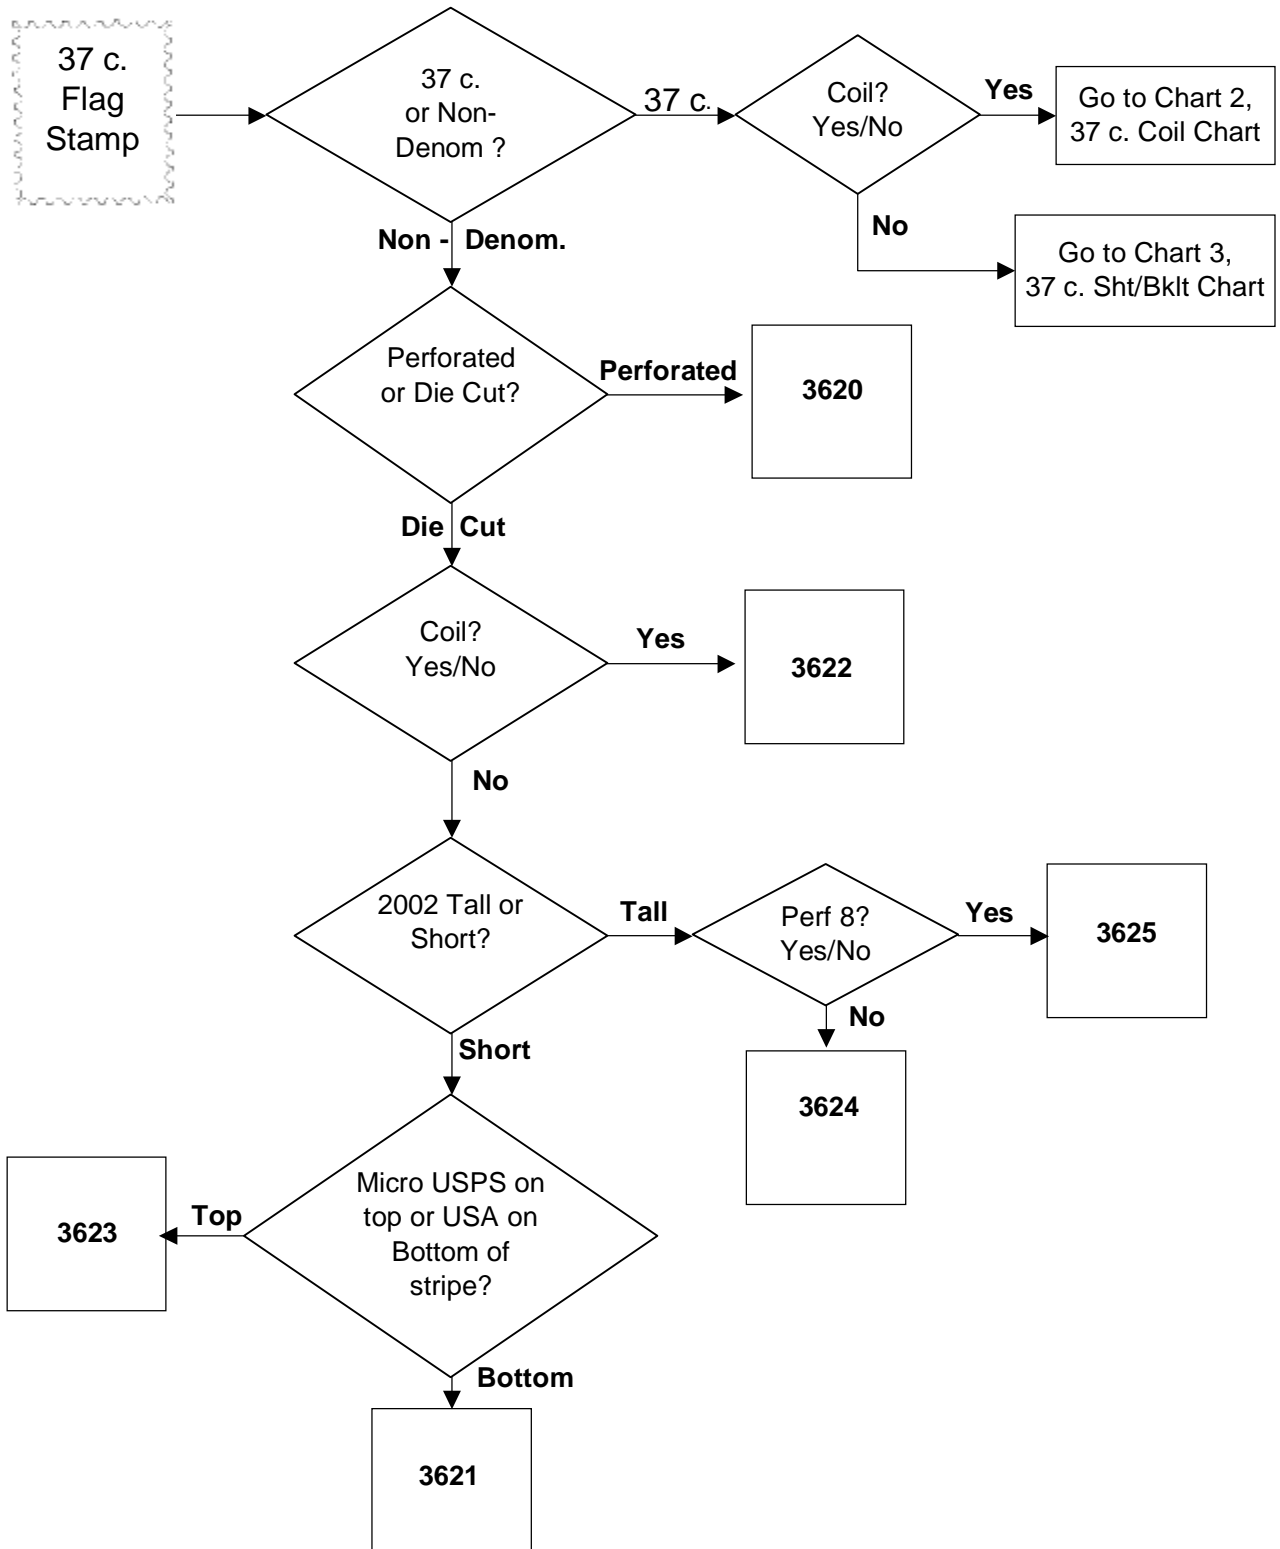 37 c.
Flag
Stamp
37 c.
or Non-
Denom ?
37 c.
Coil?
Yes/No
Yes
Go to Chart 2,
37 c. Coil Chart
No
Go to Chart 3,
37 c. Sht/Bklt Chart
Non - Denom.
Perforated
or Die Cut?
Perforated
3620
Die Cut
Coil?
Yes/No
Yes
3622
No
2002 Tall or
Short?
Tall
Perf 8?
Yes/No
Yes
3625
No
3624
Short
Micro USPS on
top or USA on
Bottom of
stripe?
Top
3623
Bottom
3621